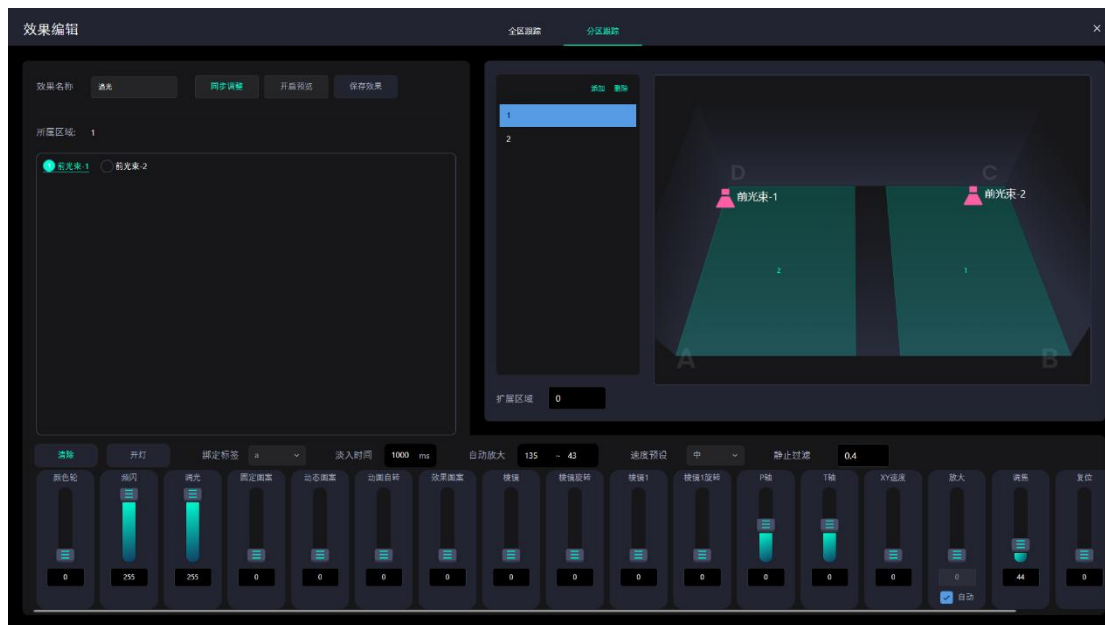 效果编辑
全区跟踪 分区跟踪 ×
效果名称 追光 同步调整 开启预览 保存效果
所属区域: 1
1 前光束-1 前光束-2
添加 删除
1
2
D C
前光束-1 前光束-2
2 1
A B
扩展区域 0
清除 开灯 绑定标签 a 淡入时间 1000 ms 自动放大 135 ~ 43 速度预设 中 静止过滤 0.4
颜色轮 频闪 调光 固定图案 动态图案 动图自转 效果图案 棱镜 棱镜旋转 棱镜1 棱镜1旋转 P轴 T轴 XY速度 放大 调焦 复位
0 255 255 0 0 0 0 0 0 0 0 0 0 0 0 44 0
自动